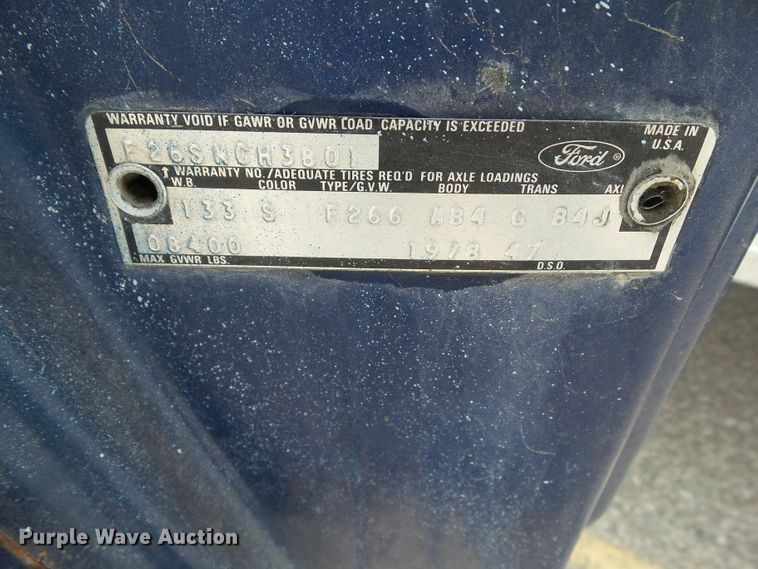 WARRANTY VOID IF GAWR OR GVWR LOAD CAPACITY IS EXCEEDED
F26SKCH3801
Ford ®
MADE IN
U.S.A.
↑ WARRANTY NO./ADEQUATE TIRES REQ'D FOR AXLE LOADINGS
W.B. COLOR TYPE/G.V.W. BODY TRANS AXL
133 S F266 AB4 G B4J
08400 1978 47
MAX GVWR LBS. D.S.O.
Purple Wave Auction